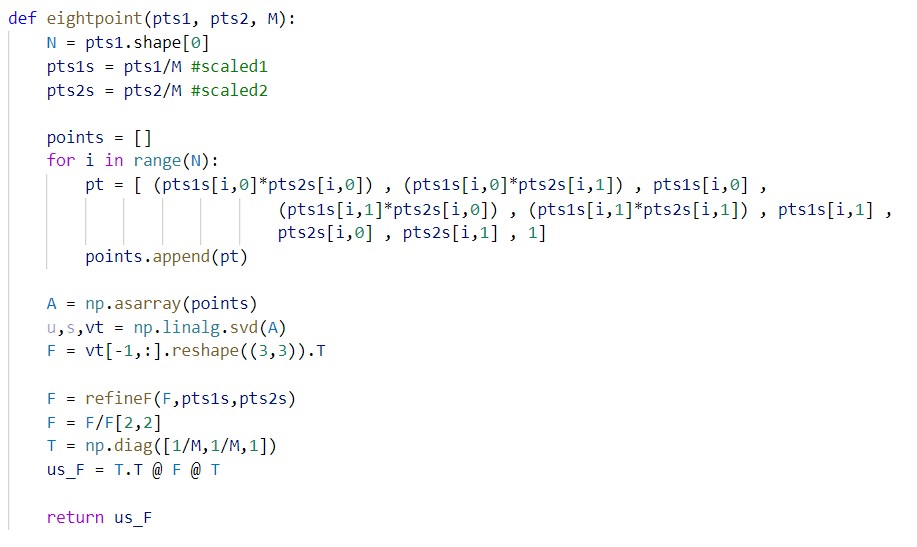 def eightpoint(pts1, pts2, M):
    N = pts1.shape[0]
    pts1s = pts1/M #scaled1
    pts2s = pts2/M #scaled2

    points = []
    for i in range(N):
        pt = [ (pts1s[i,0]*pts2s[i,0]) , (pts1s[i,0]*pts2s[i,1]) , pts1s[i,0] ,
                            (pts1s[i,1]*pts2s[i,0]) , (pts1s[i,1]*pts2s[i,1]) , pts1s[i,1] ,
                            pts2s[i,0] , pts2s[i,1] , 1]
        points.append(pt)

    A = np.asarray(points)
    u,s,vt = np.linalg.svd(A)
    F = vt[-1,:].reshape((3,3)).T

    F = refineF(F,pts1s,pts2s)
    F = F/F[2,2]
    T = np.diag([1/M,1/M,1])
    us_F = T.T @ F @ T

    return us_F